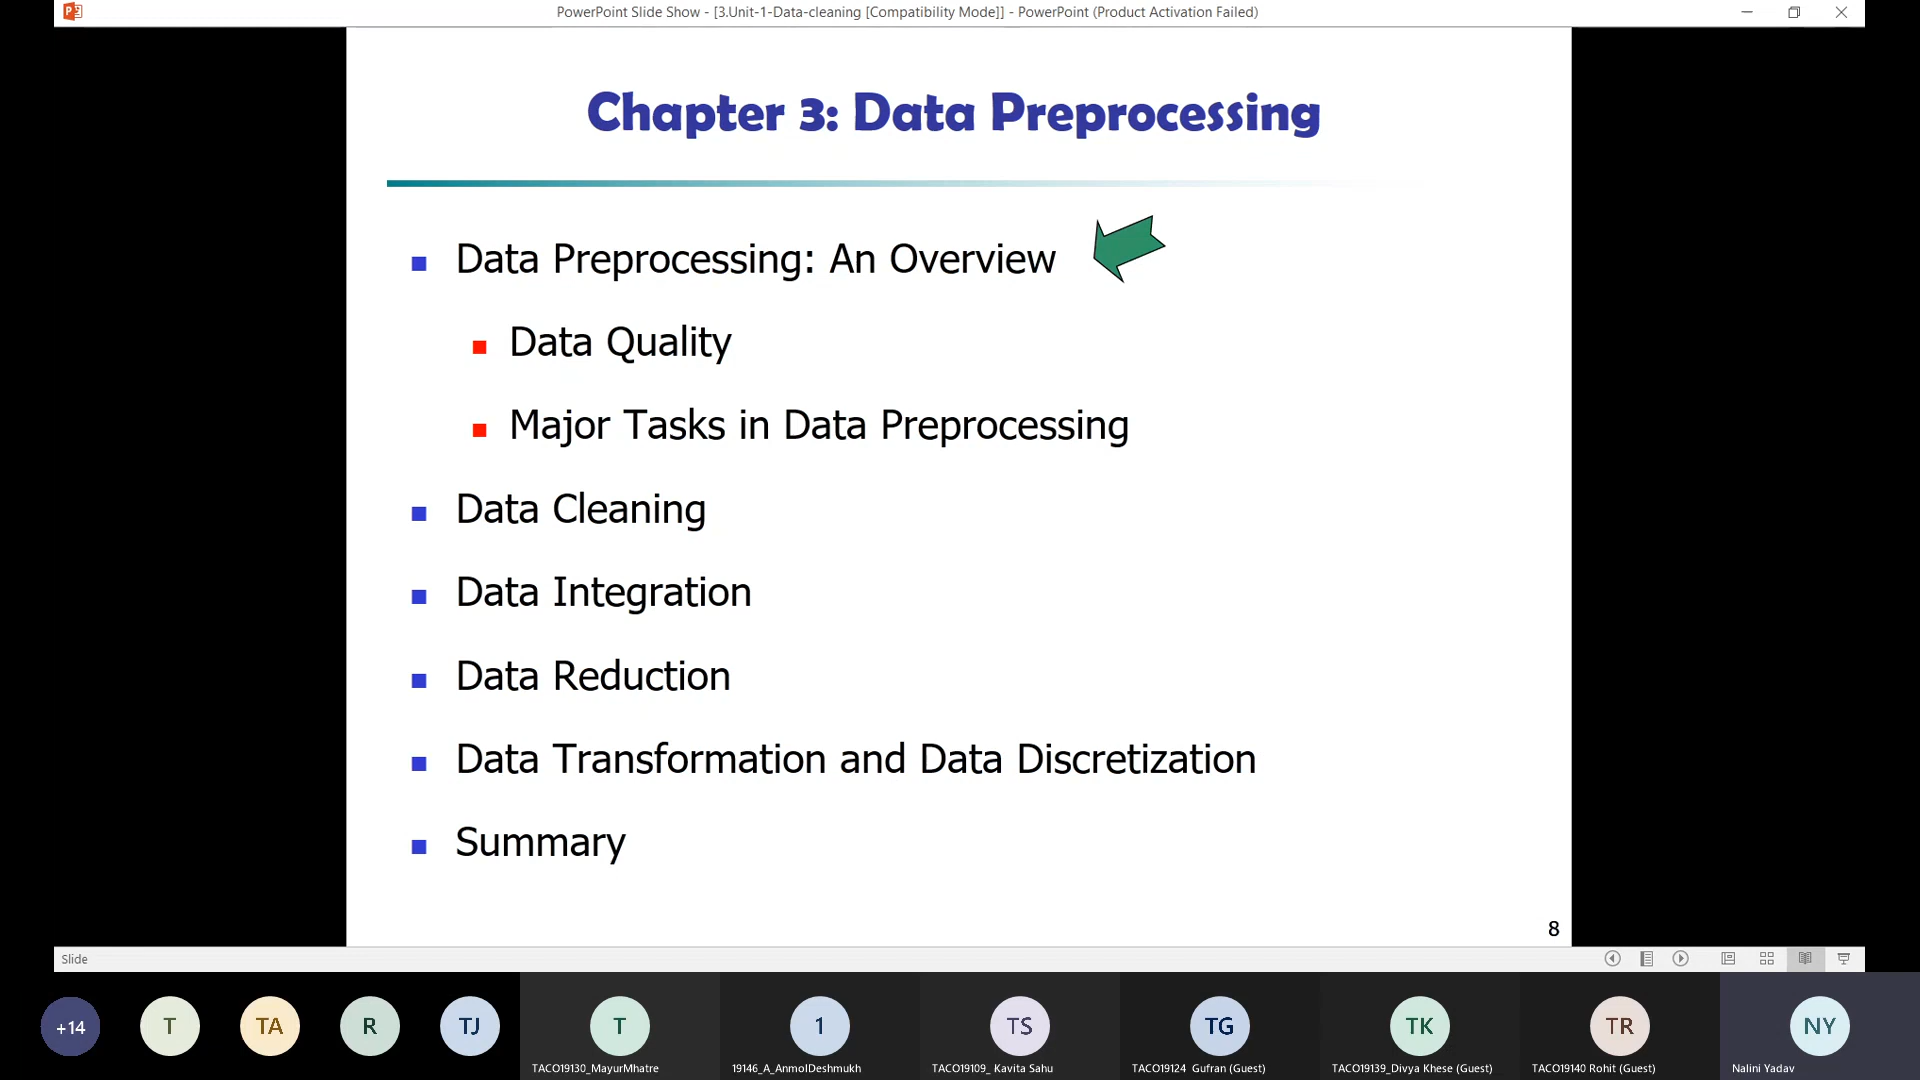 PowerPoint Slide Show - [3.Unit-1-Data-cleaning [Compatibility Mode]] - PowerPoint (Product Activation Failed)
Chapter 3: Data Preprocessing
Data Preprocessing: An Overview
Data Quality
Major Tasks in Data Preprocessing
Data Cleaning
Data Integration
Data Reduction
Data Transformation and Data Discretization
Summary
8
Slide
+14
T
TA
R
TJ
T
1
TS
TG
TK
TR
NY
TACO19130_MayurMhatre
19146_A_AnmolDeshmukh
TACO19109_ Kavita Sahu
TACO19124 Gufran (Guest)
TACO19139_Divya Khese (Guest)
TACO19140 Rohit (Guest)
Nalini Yadav